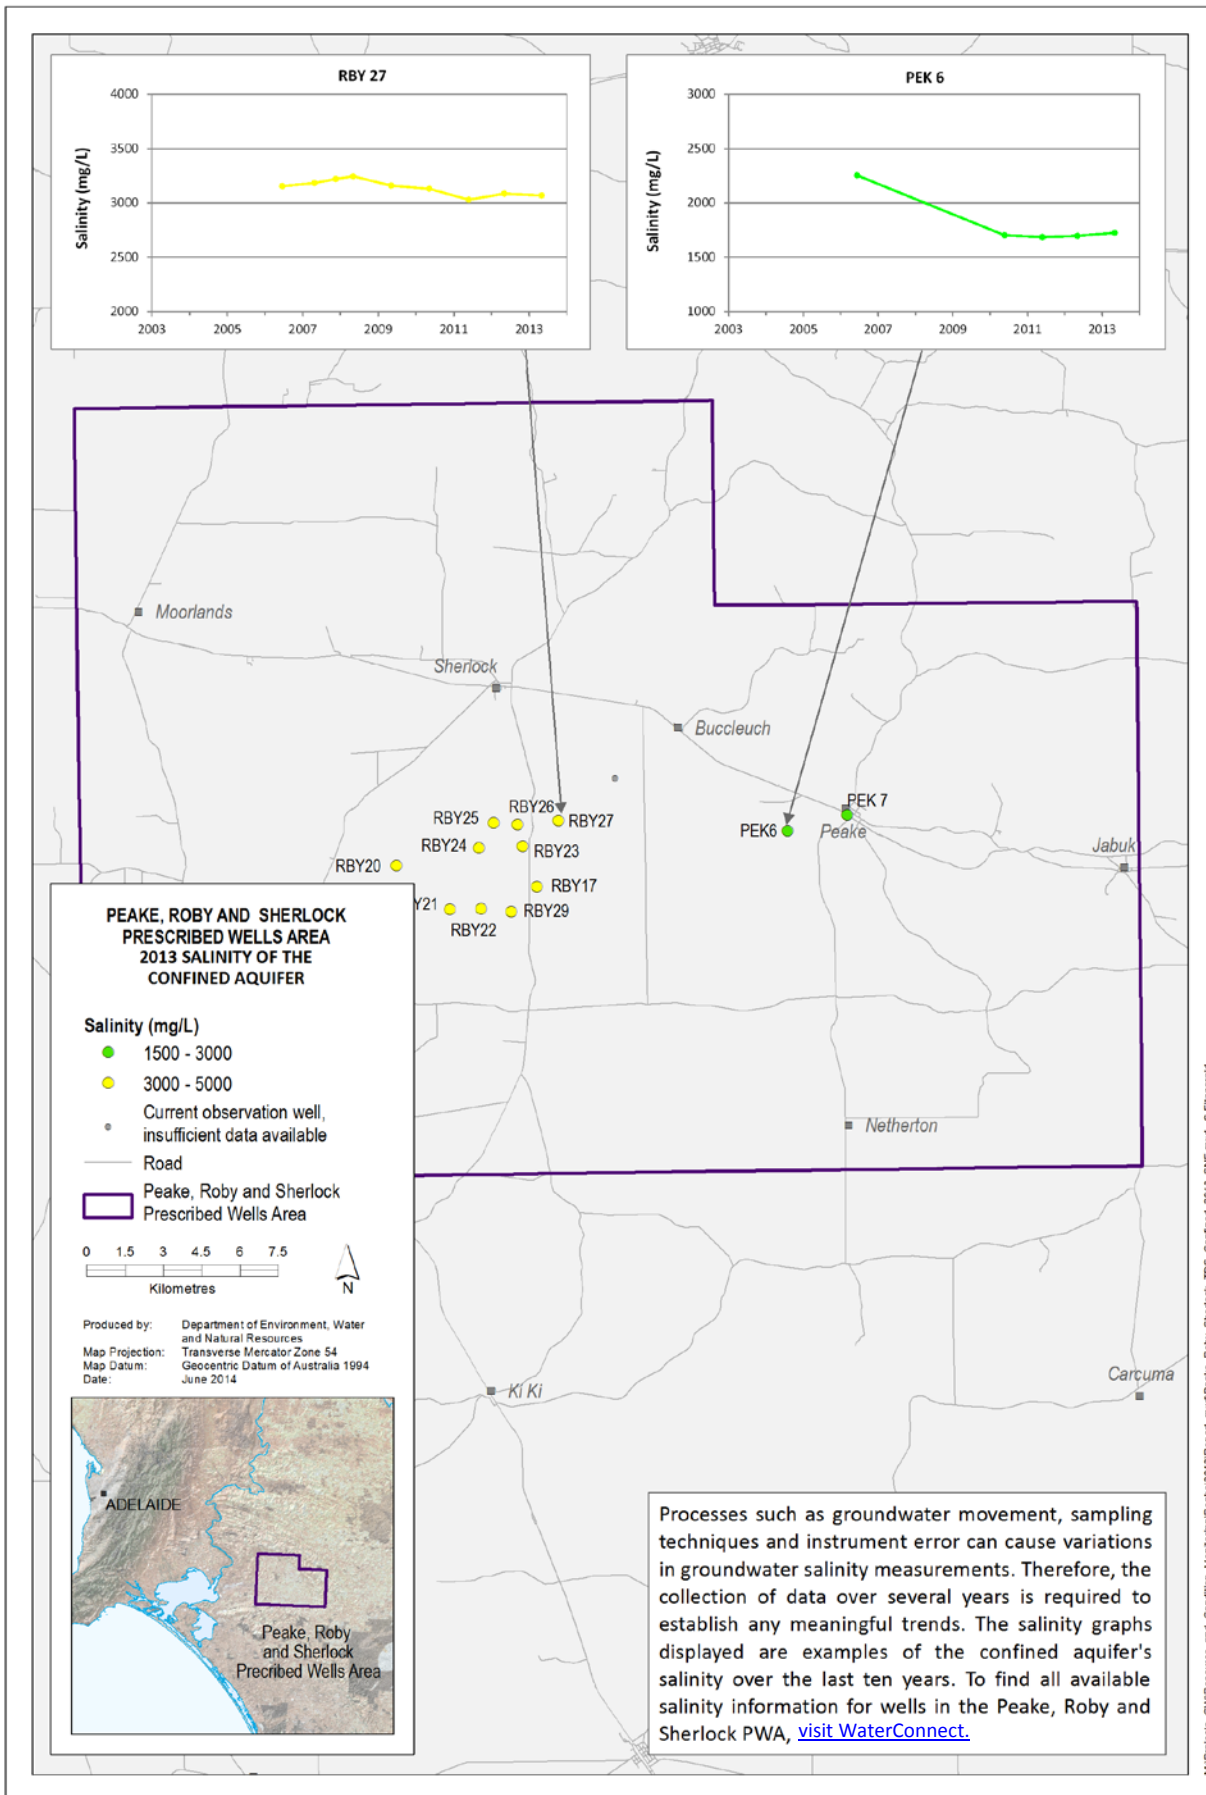 RBY 27
4000
3500
3000
2500
2000
Salinity (mg/L)
2003 2005 2007 2009 2011 2013
PEK 6
3000
2500
2000
1500
1000
Salinity (mg/L)
2003 2005 2007 2009 2011 2013
Moorlands
Sherlock
Buccleuch
RBY26
RBY25
RBY27
PEK 7
PEK6
Peake
RBY24
RBY23
Jabuk
RBY20
RBY17
Y21
RBY29
RBY22
Netherton
Ki Ki
Carcuma
PEAKE, ROBY AND SHERLOCK
PRESCRIBED WELLS AREA
2013 SALINITY OF THE
CONFINED AQUIFER
Salinity (mg/L)
1500 - 3000
3000 - 5000
Current observation well,
insufficient data available
Road
Peake, Roby and Sherlock
Prescribed Wells Area
0 1.5 3 4.5 6 7.5
Kilometres
N
Produced by: Department of Environment, Water
and Natural Resources
Map Projection: Transverse Mercator Zone 54
Map Datum: Geocentric Datum of Australia 1994
Date: June 2014
ADELAIDE
Peake, Roby
and Sherlock
Precribed Wells Area
Processes such as groundwater movement, sampling
techniques and instrument error can cause variations
in groundwater salinity measurements. Therefore, the
collection of data over several years is required to
establish any meaningful trends. The salinity graphs
displayed are examples of the confined aquifer's
salinity over the last ten years. To find all available
salinity information for wells in the Peake, Roby and
Sherlock PWA, visit WaterConnect.